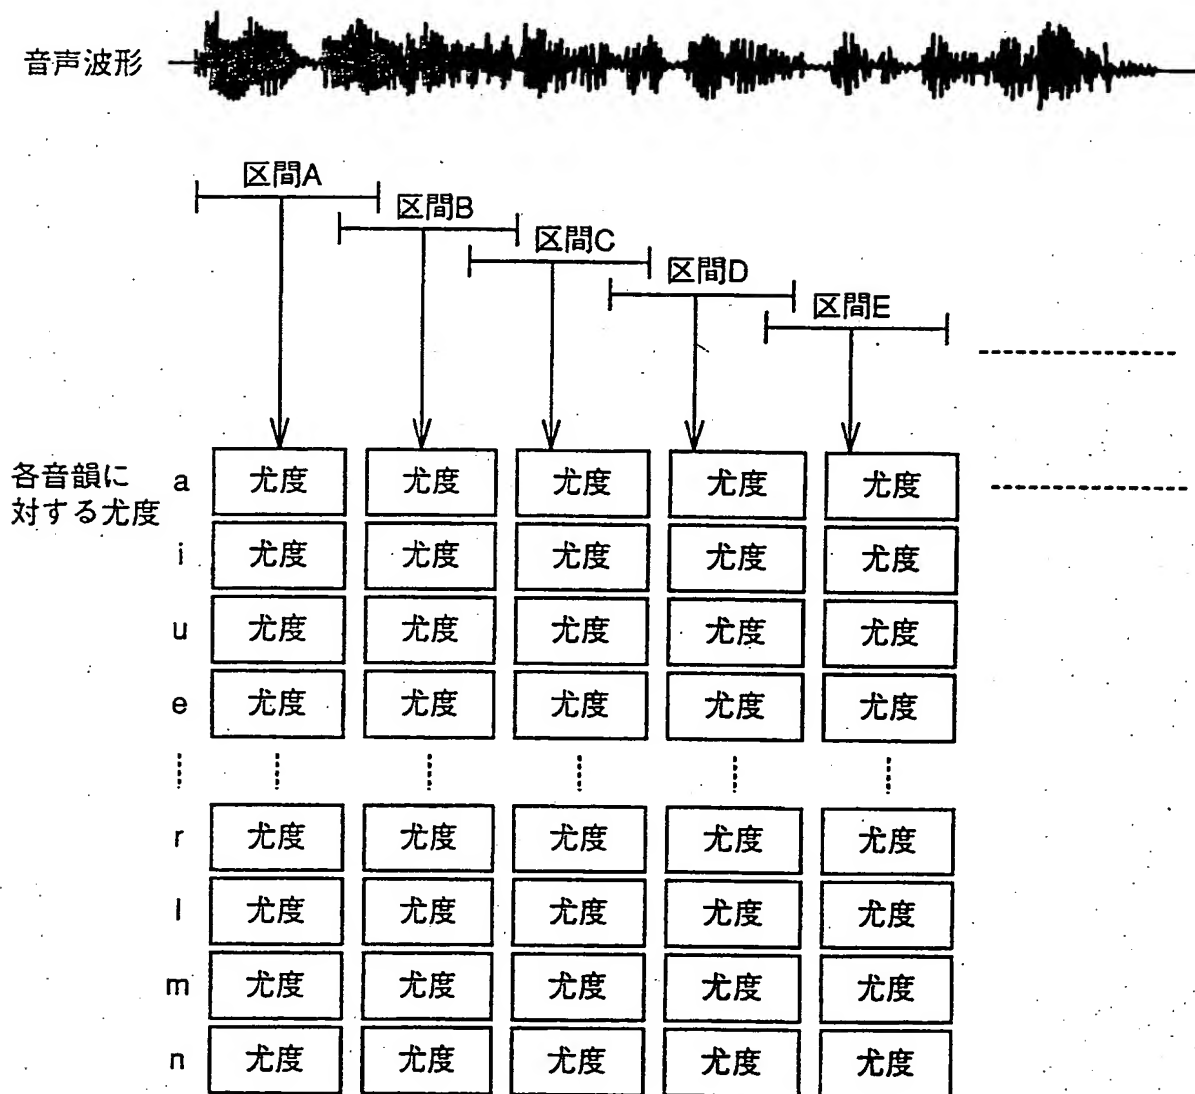 音声波形
区間A
区間B
区間C
区間D
区間E
各音韻に
対する尤度
a 尤度 尤度 尤度 尤度 尤度
i 尤度 尤度 尤度 尤度 尤度
u 尤度 尤度 尤度 尤度 尤度
e 尤度 尤度 尤度 尤度 尤度
r 尤度 尤度 尤度 尤度 尤度
l 尤度 尤度 尤度 尤度 尤度
m 尤度 尤度 尤度 尤度 尤度
n 尤度 尤度 尤度 尤度 尤度